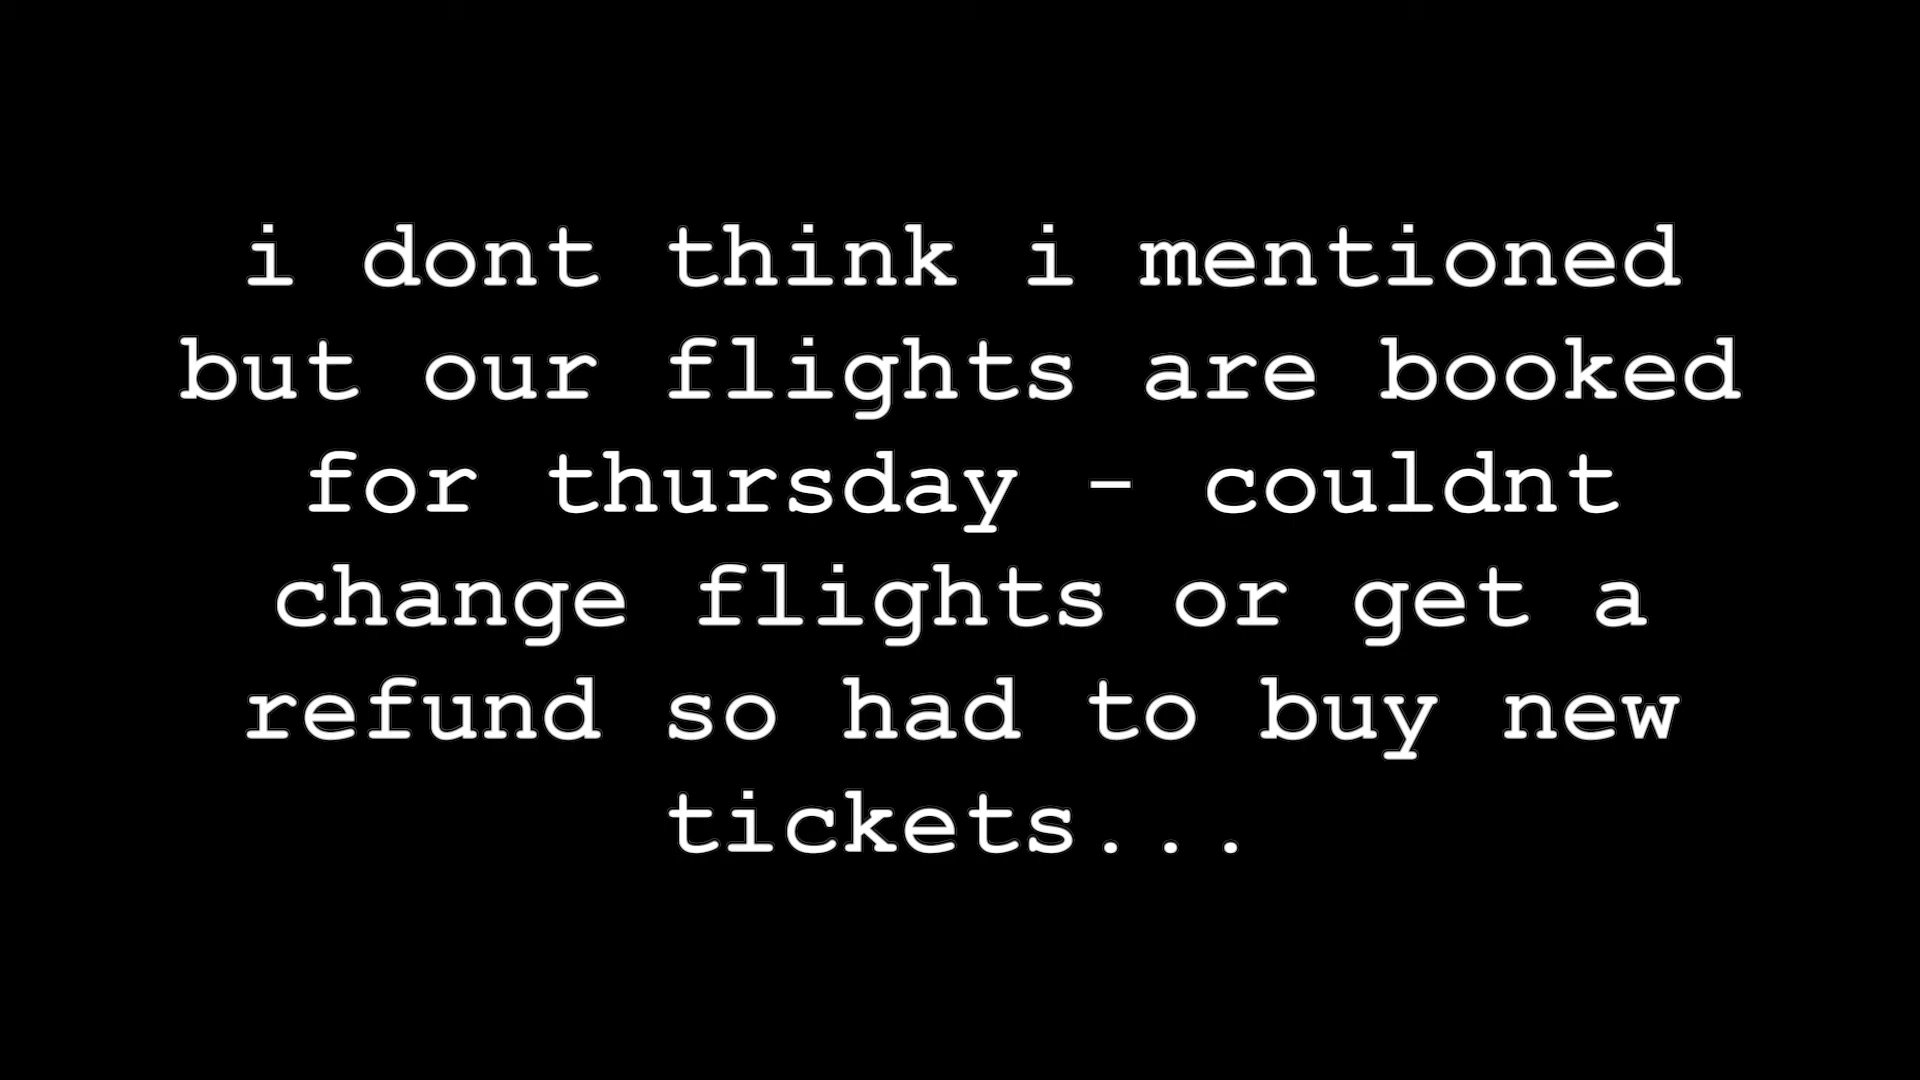 i dont think i mentioned
but our flights are booked
for thursday - couldnt
change flights or get a
refund so had to buy new
tickets...